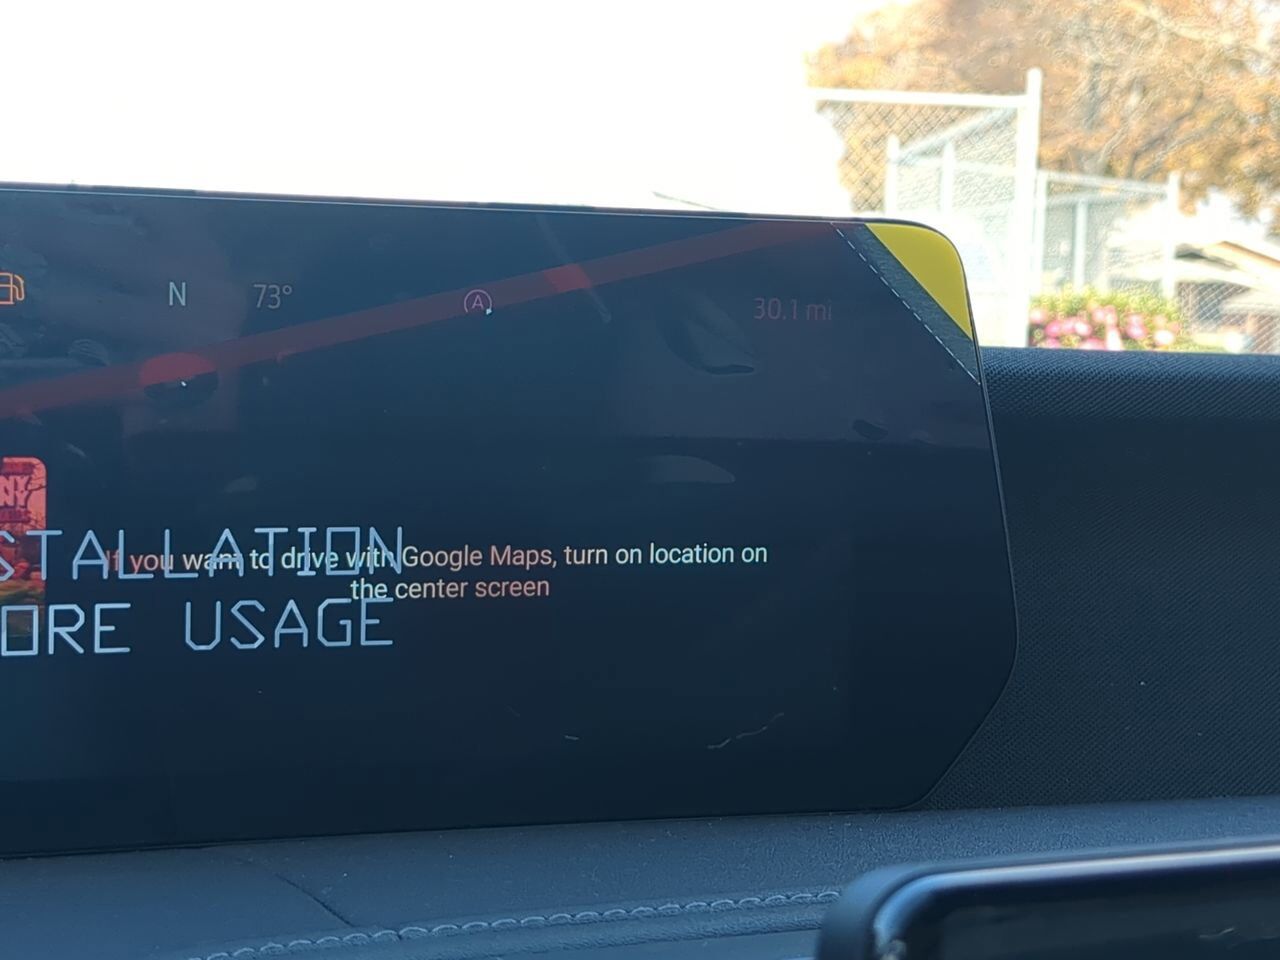 N 73° A 30.1 mi
NY
STALLATION
If you want to drive with Google Maps, turn on location on
the center screen
ORE USAGE